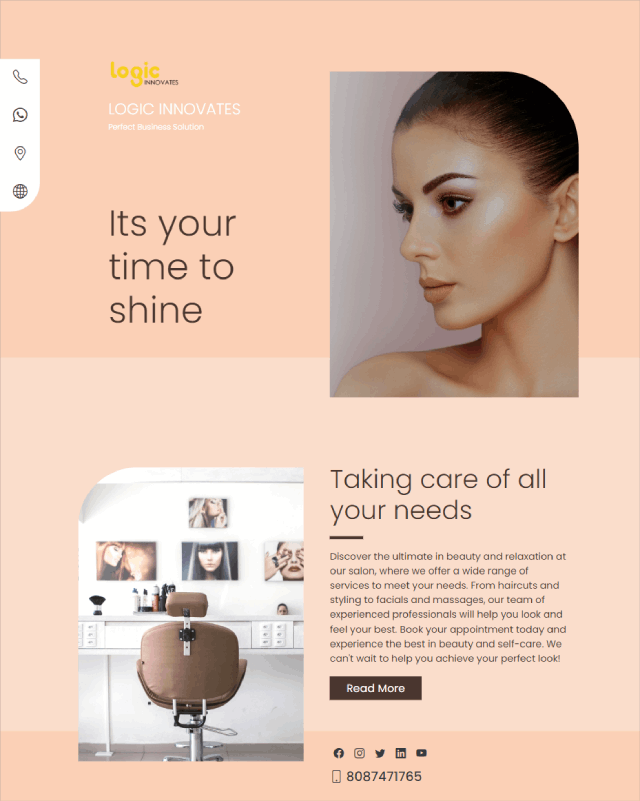 logic
INNOVATES
LOGIC INNOVATES
Perfect Business Solution
Its your
time to
shine
Taking care of all
your needs
Discover the ultimate in beauty and relaxation at
our salon, where we offer a wide range of
services to meet your needs. From haircuts and
styling to facials and massages, our team of
experienced professionals will help you look and
feel your best. Book your appointment today and
experience the best in beauty and self-care. We
can't wait to help you achieve your perfect look!
Read More
8087471765